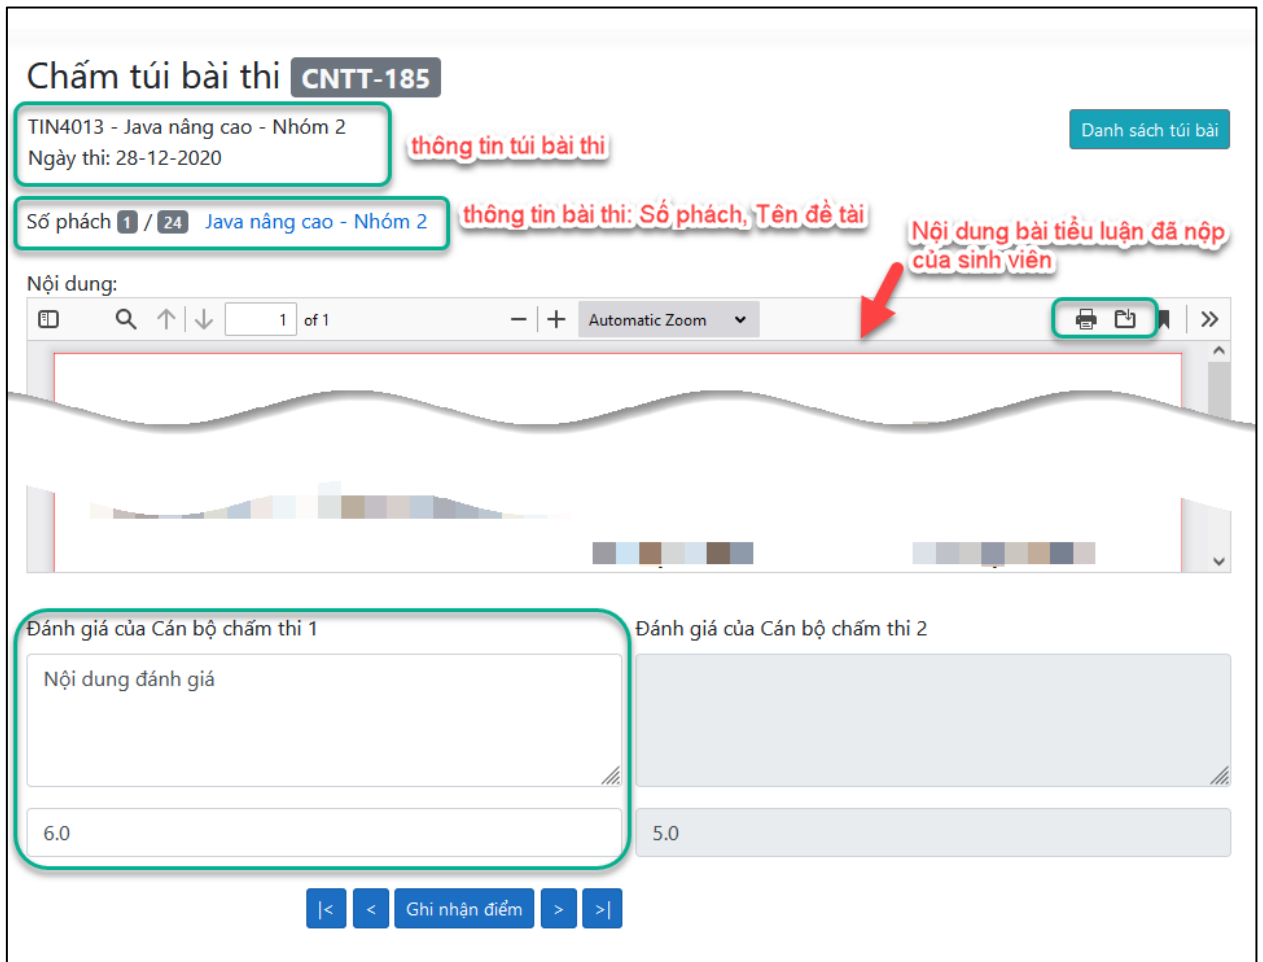 Chấm túi bài thi CNTT-185
TIN4013 - Java nâng cao - Nhóm 2
Ngày thi: 28-12-2020
thông tin túi bài thi
Danh sách túi bài
Số phách 1 / 24 Java nâng cao - Nhóm 2
thông tin bài thi: Số phách, Tên đề tài
Nội dung bài tiểu luận đã nộp
của sinh viên
Nội dung:
1 of 1
Automatic Zoom
Đánh giá của Cán bộ chấm thi 1
Đánh giá của Cán bộ chấm thi 2
Nội dung đánh giá
6.0
5.0
|< < Ghi nhận điểm > >|